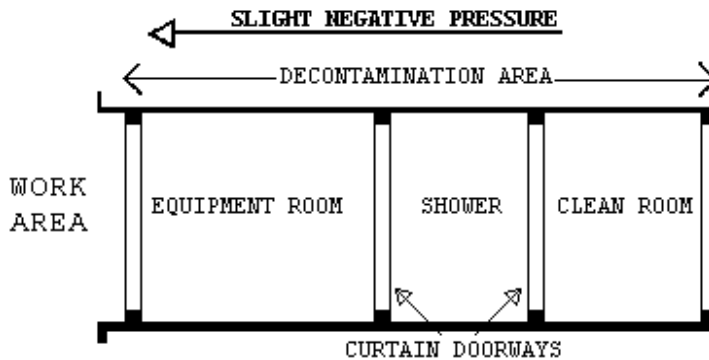 SLIGHT NEGATIVE PRESSURE
DECONTAMINATION AREA
WORK
AREA
EQUIPMENT ROOM
SHOWER
CLEAN ROOM
CURTAIN DOORWAYS